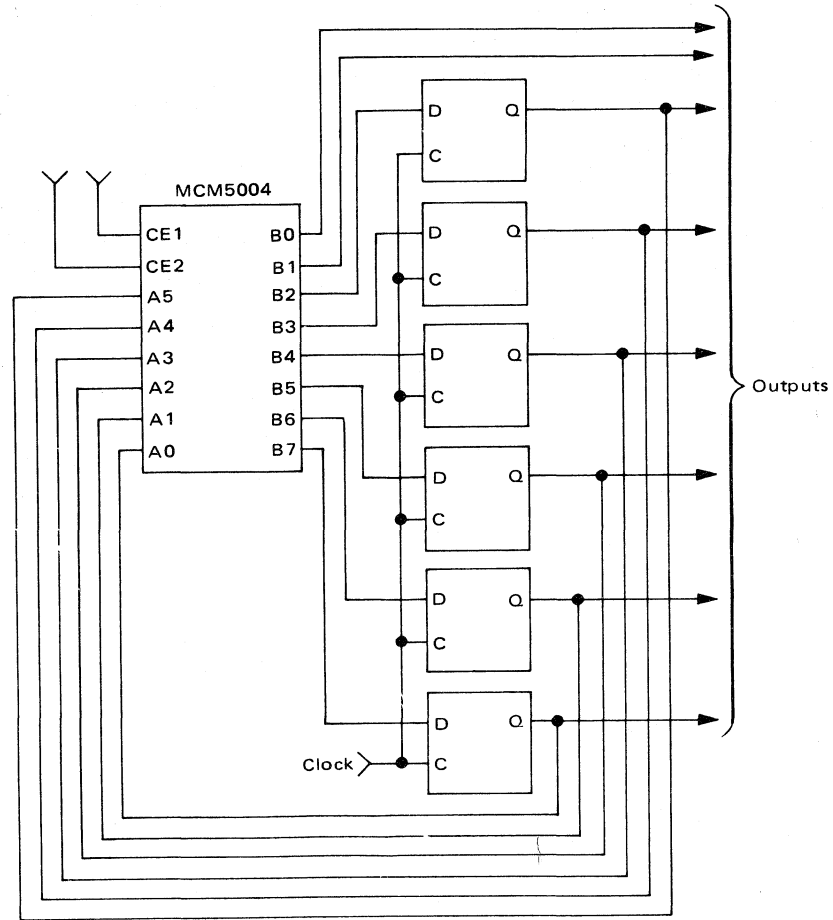 MCM5004
CE1
CE2
A5
A4
A3
A2
A1
A0
B0
B1
B2
B3
B4
B5
B6
B7
D Q
C
D Q
C
D Q
C
D Q
C
D Q
C
D Q
C
Clock
Outputs